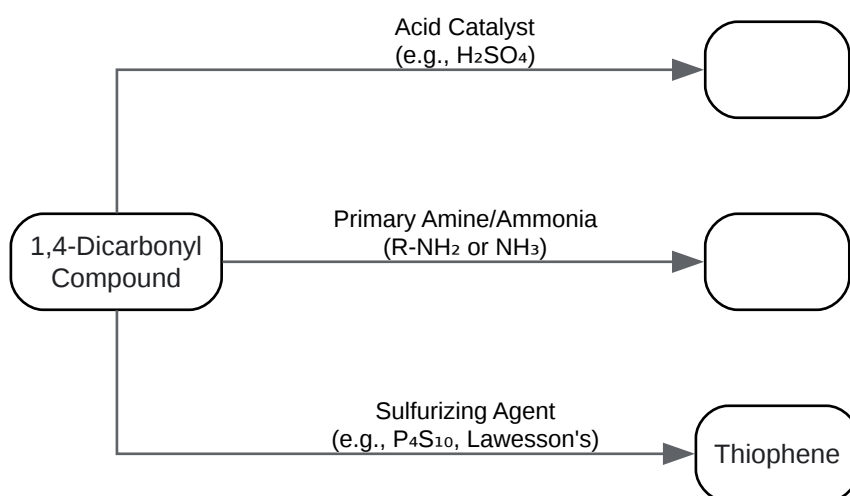 Acid Catalyst
(e.g., H₂SO₄)
Primary Amine/Ammonia
(R-NH₂ or NH₃)
1,4-Dicarbonyl
Compound
Sulfurizing Agent
(e.g., P₄S₁₀, Lawesson's)
Thiophene